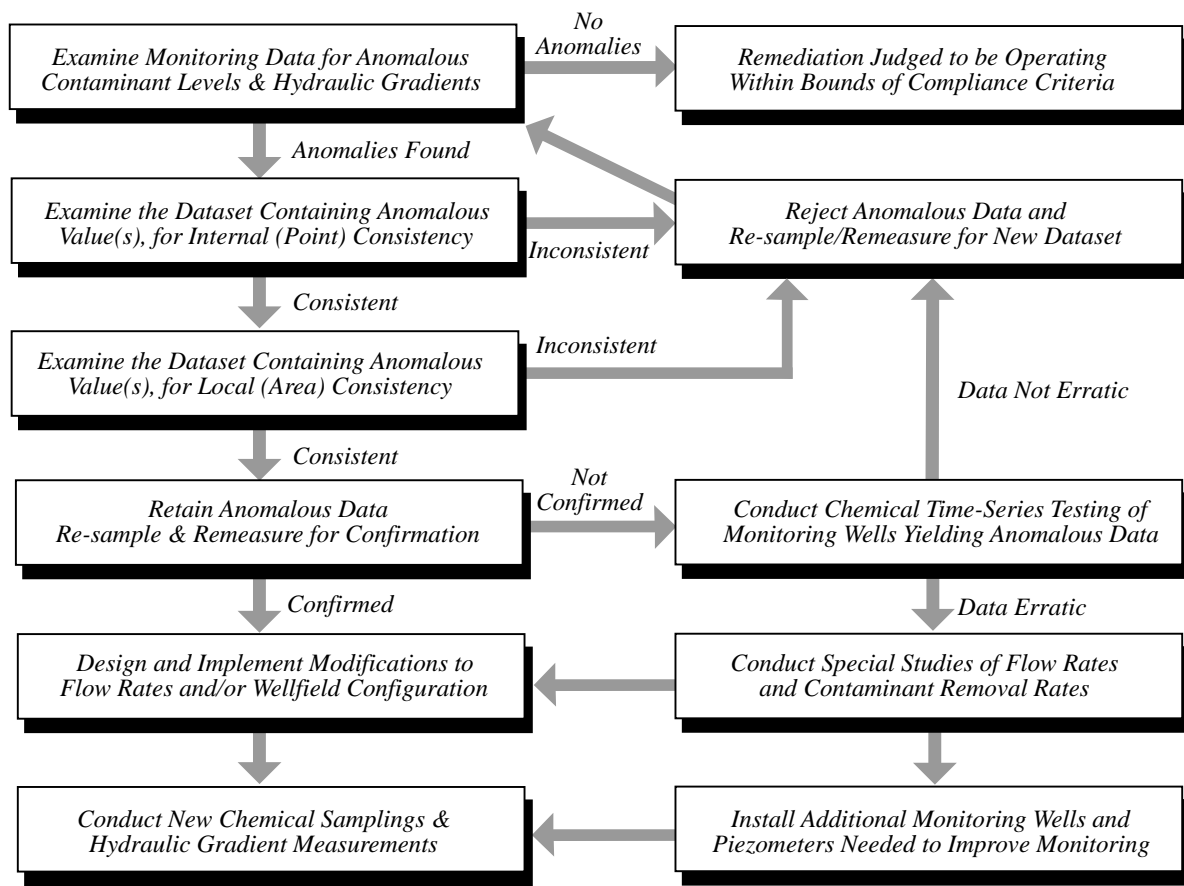 Examine Monitoring Data for Anomalous
Contaminant Levels & Hydraulic Gradients
No
Anomalies
Remediation Judged to be Operating
Within Bounds of Compliance Criteria
Anomalies Found
Examine the Dataset Containing Anomalous
Value(s), for Internal (Point) Consistency
Inconsistent
Reject Anomalous Data and
Re-sample/Remeasure for New Dataset
Consistent
Examine the Dataset Containing Anomalous
Value(s), for Local (Area) Consistency
Inconsistent
Data Not Erratic
Consistent
Retain Anomalous Data
Re-sample & Remeasure for Confirmation
Not
Confirmed
Conduct Chemical Time-Series Testing of
Monitoring Wells Yielding Anomalous Data
Confirmed
Data Erratic
Design and Implement Modifications to
Flow Rates and/or Wellfield Configuration
Conduct Special Studies of Flow Rates
and Contaminant Removal Rates
Conduct New Chemical Samplings &
Hydraulic Gradient Measurements
Install Additional Monitoring Wells and
Piezometers Needed to Improve Monitoring